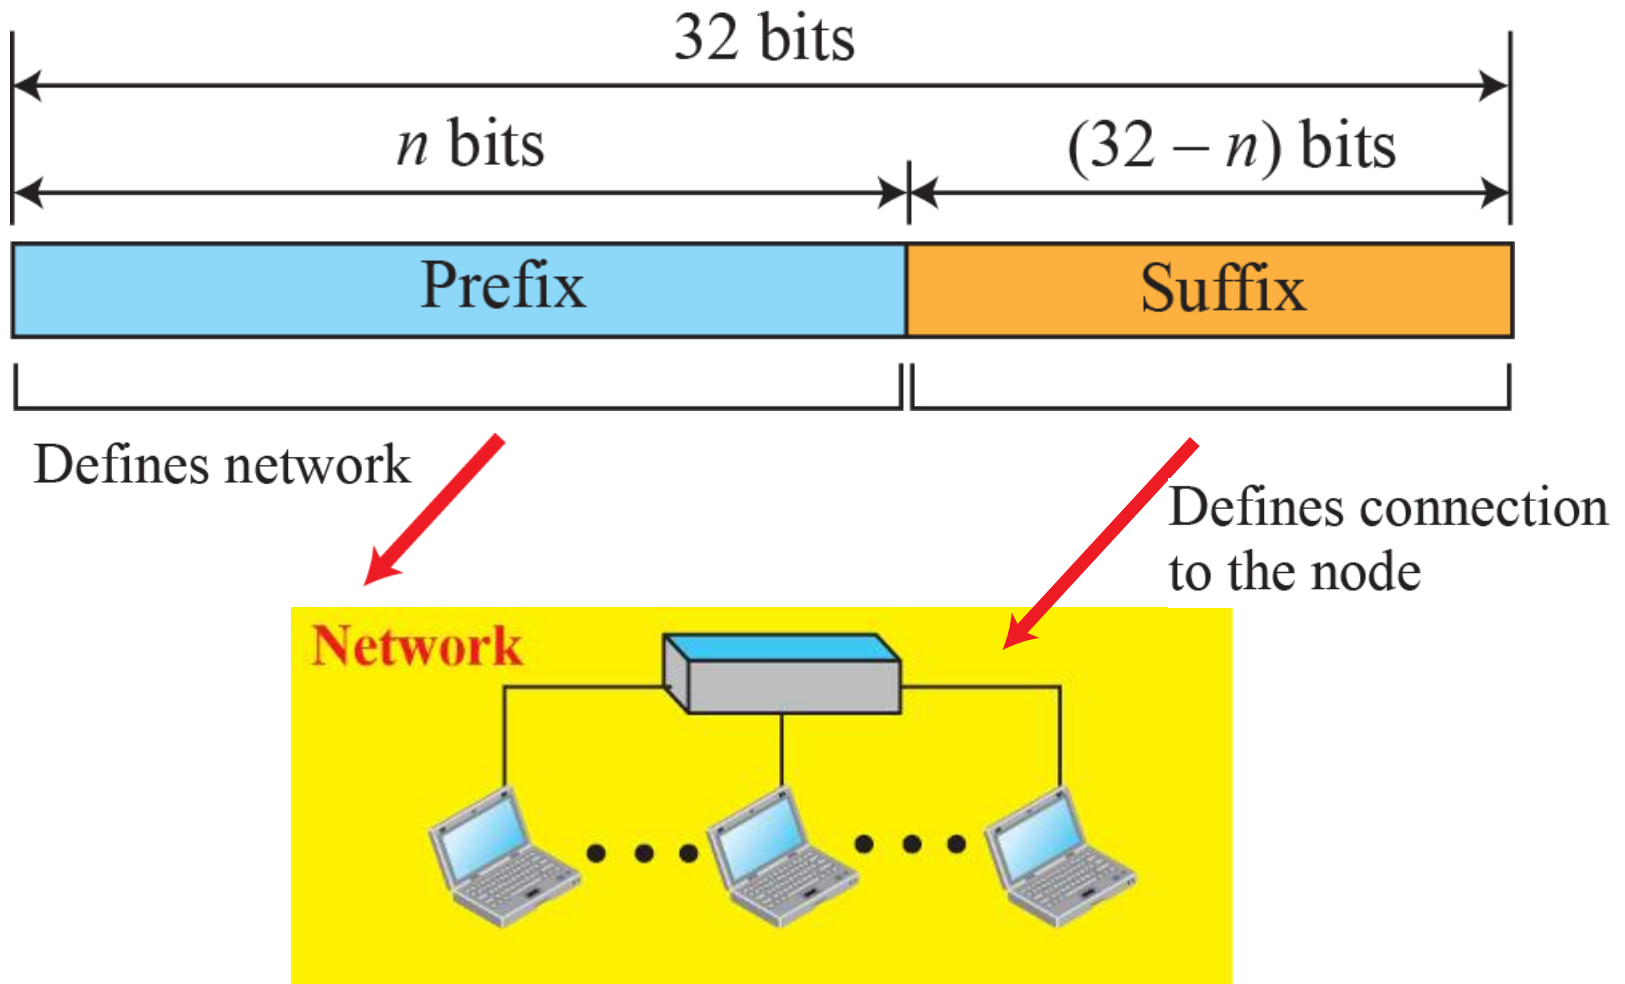 32 bits
n bits
(32 – n) bits
Prefix
Suffix
Defines network
Defines connection
to the node
Network